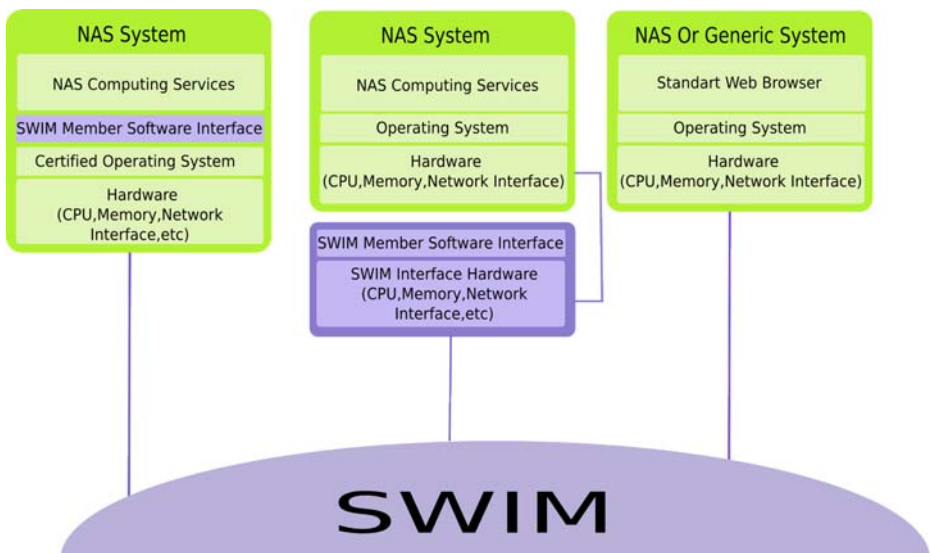 NAS System
NAS Computing Services
SWIM Member Software Interface
Certified Operating System
Hardware
(CPU,Memory,Network
Interface,etc)
NAS System
NAS Computing Services
Operating System
Hardware
(CPU,Memory,Network Interface)
SWIM Member Software Interface
SWIM Interface Hardware
(CPU,Memory,Network
Interface,etc)
NAS Or Generic System
Standart Web Browser
Operating System
Hardware
(CPU,Memory,Network Interface)
SWIM